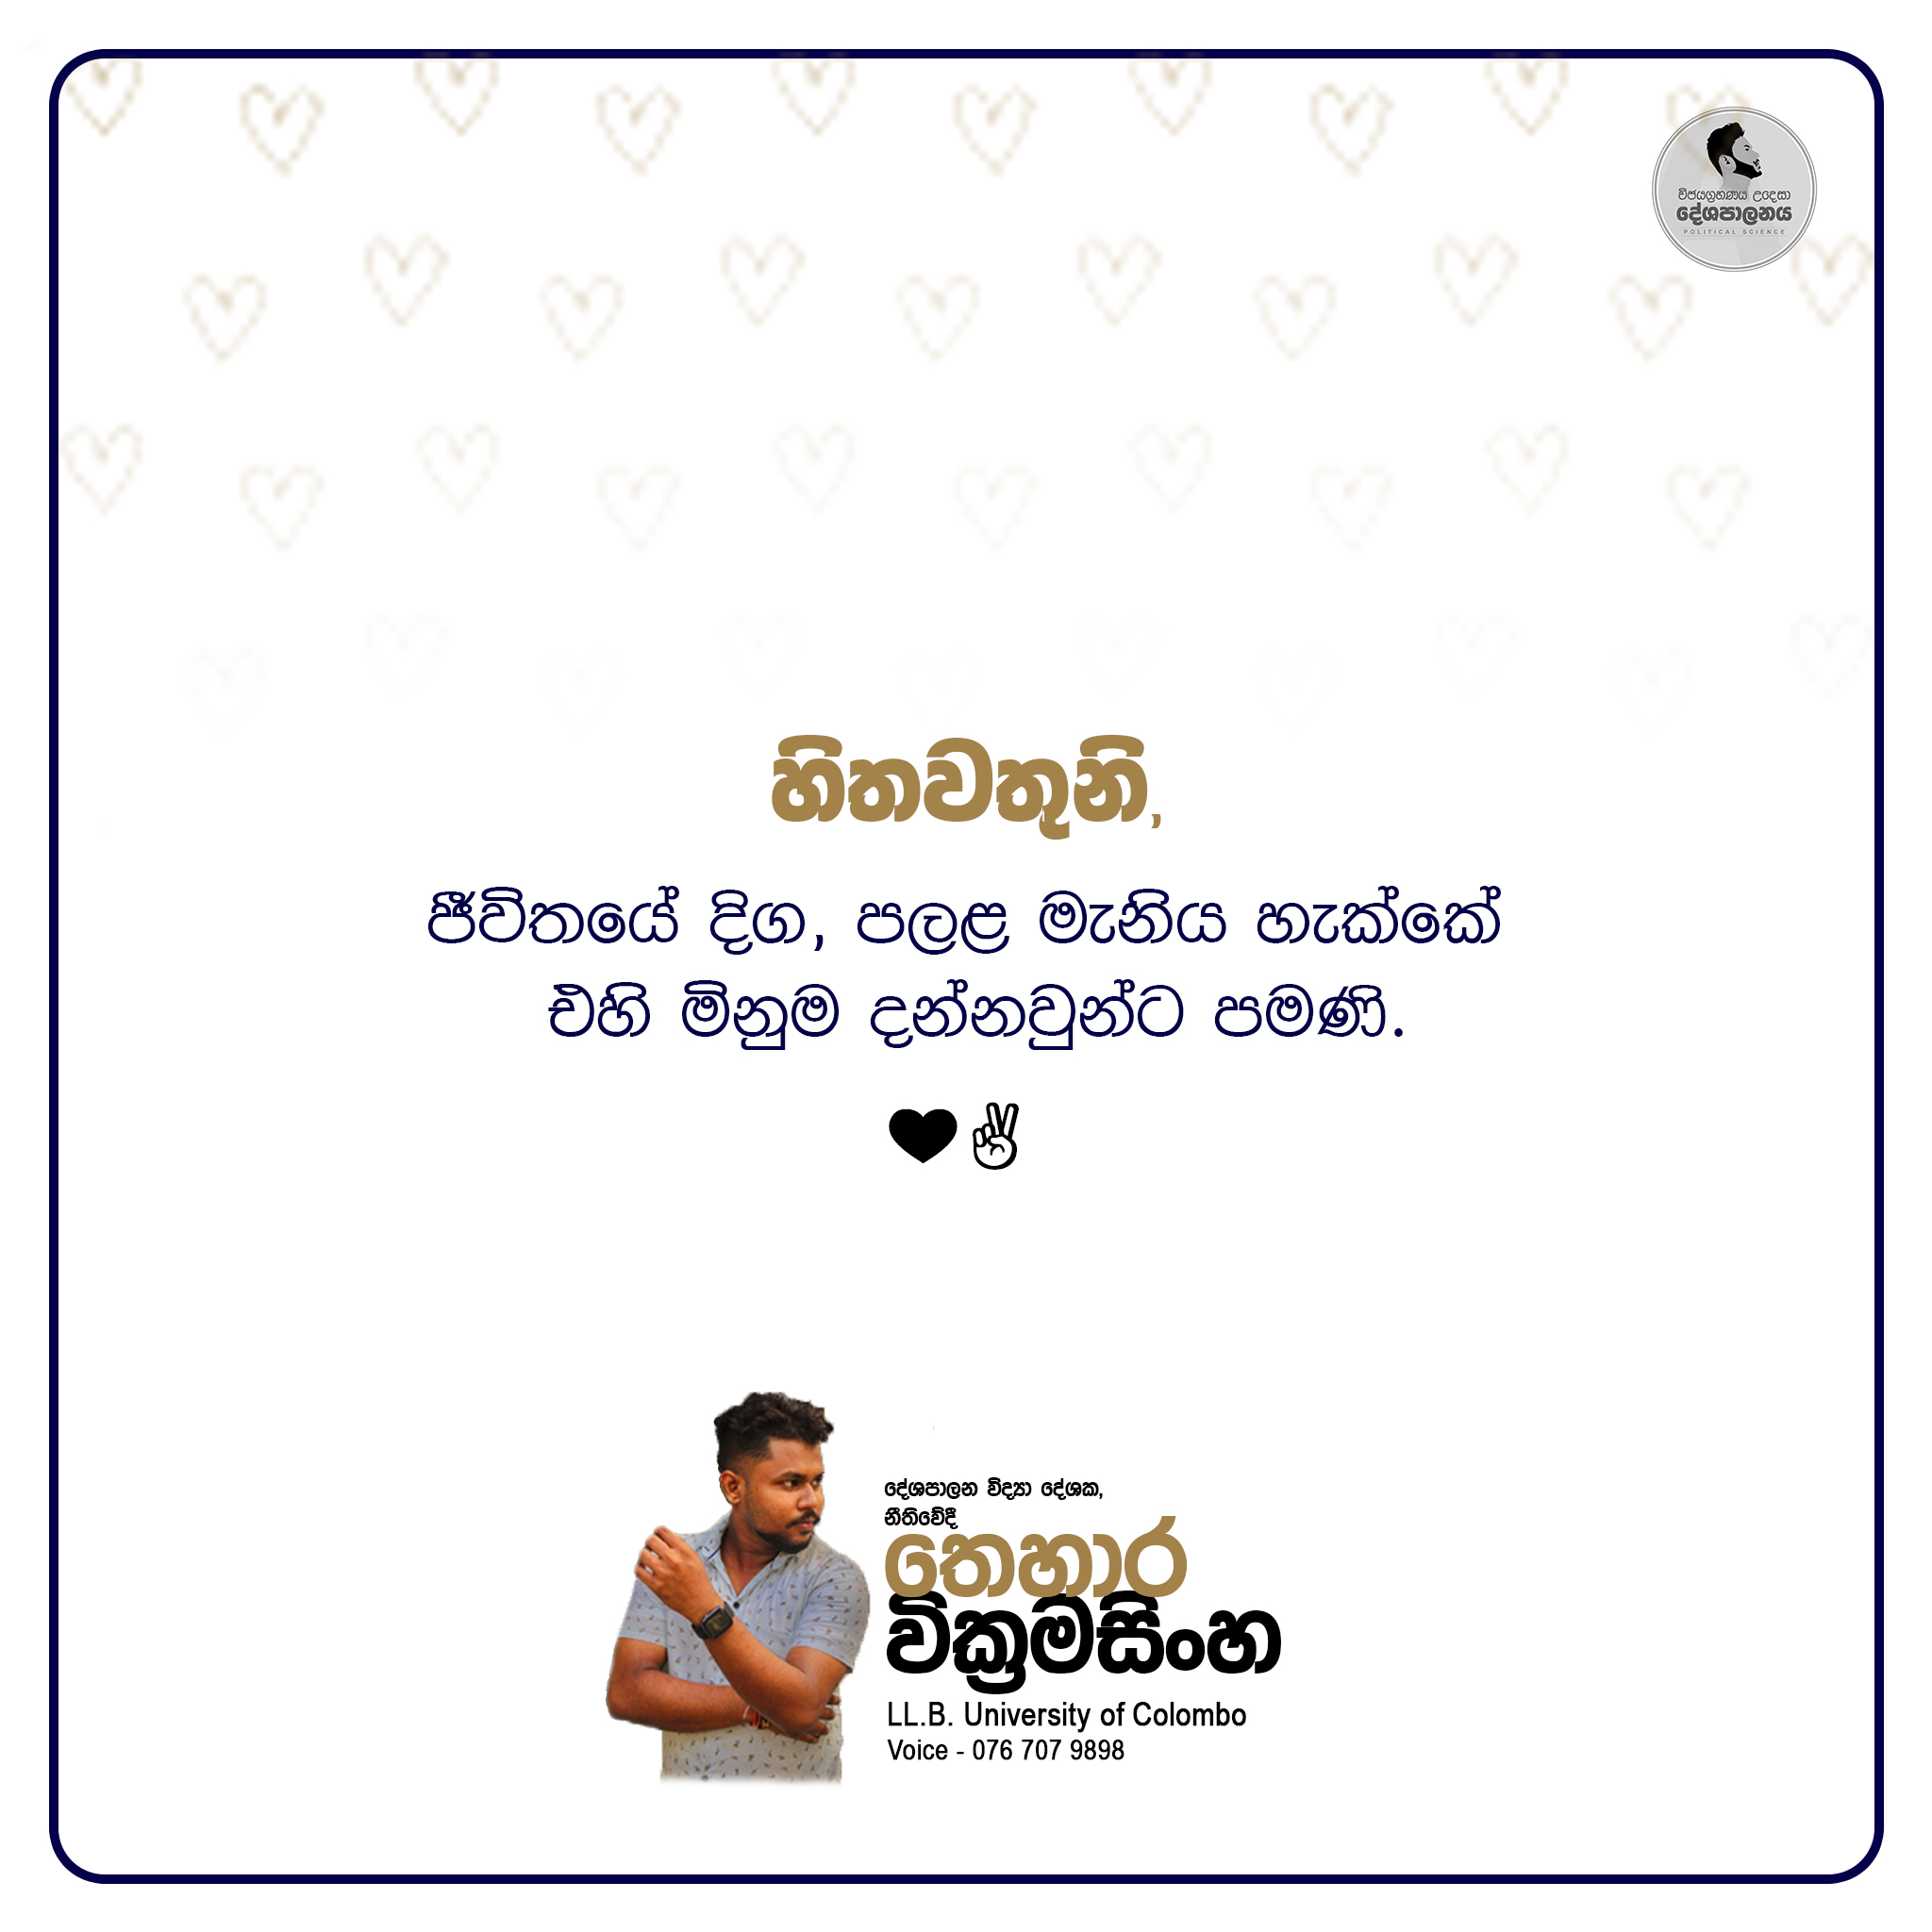 විජයග්‍රහණය උදෙසා
දේශපාලනය
POLITICAL SCIENCE
හිතවතුනි,
ජීවිතයේ දිග, පලළ මැනිය හැක්කේ
එහි මිනුම දන්නවුන්ට පමණි.
දේශපාලන විද්‍යා දේශක,
නීතිවේදී
තෙහාර
වික්‍රමසිංහ
LL.B. University of Colombo
Voice - 076 707 9898